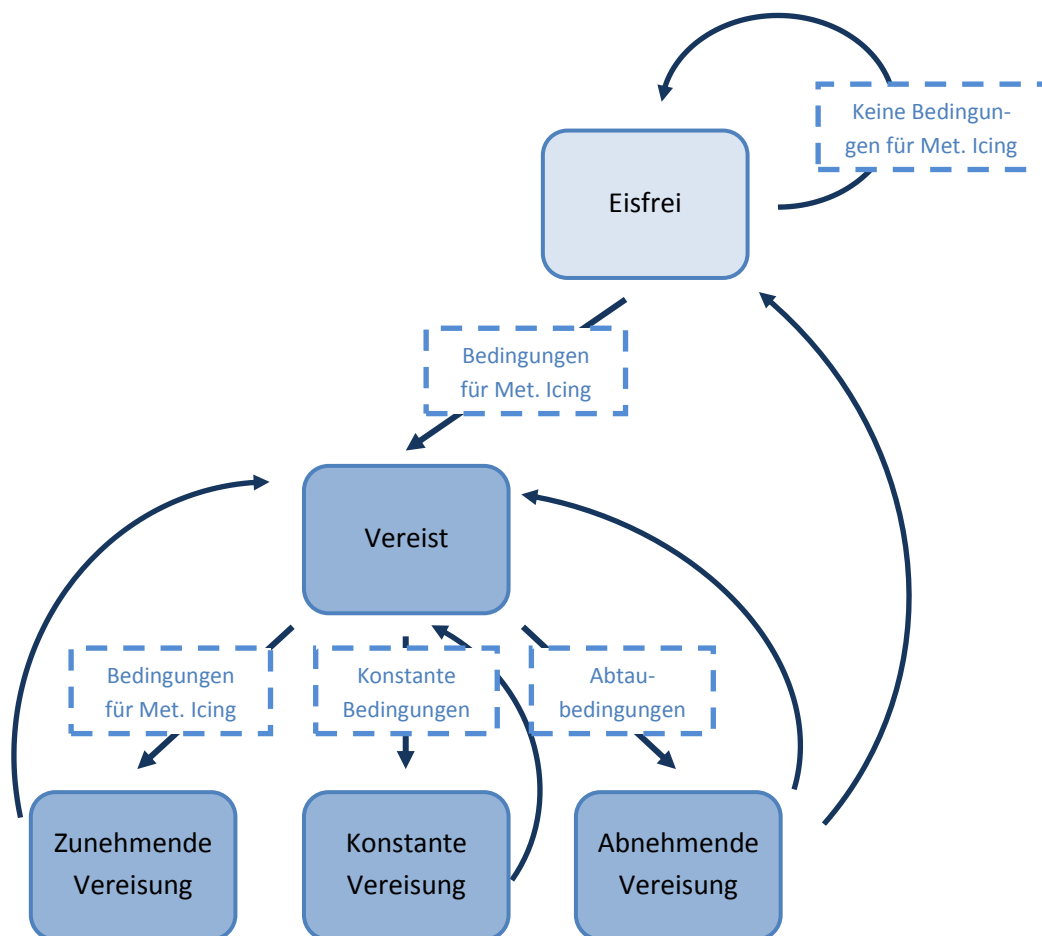 Keine Bedingun-
gen für Met. Icing
Eisfrei
Bedingungen
für Met. Icing
Vereist
Bedingungen
für Met. Icing
Konstante
Bedingungen
Abtau-
bedingungen
Zunehmende
Vereisung
Konstante
Vereisung
Abnehmende
Vereisung